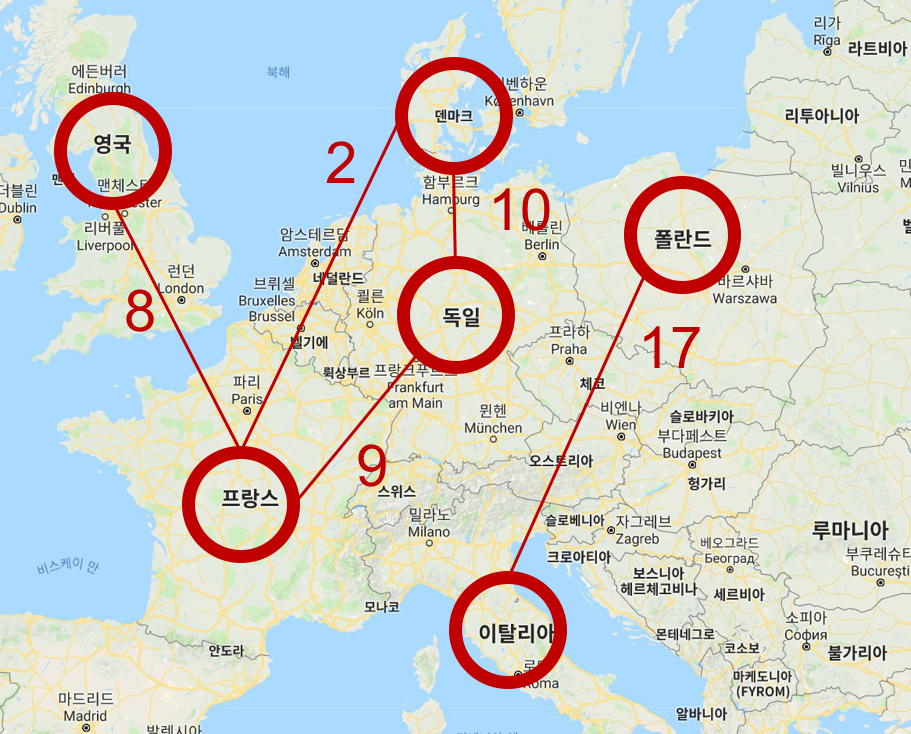 리가
Rīga
라트비아
에든버러
Edinburgh
북해
덴마크
København
리투아니아
영국
2
빌니우스
Vilnius
더블린
Dublin
맨체스터
함부르크
Hamburg
10
베를린
Berlin
폴란드
리버풀
Liverpool
암스테르담
Amsterdam
네덜란드
런던
London
브뤼셀
Bruxelles
Brussel
쾰른
Köln
독일
바르샤바
Warszawa
8
벨기에
프라하
Praha
17
룩상부르
프랑크푸르트
Frankfurt
am Main
체코
파리
Paris
뮌헨
München
비엔나
Wien
슬로바키아
부다페스트
Budapest
9
오스트리아
헝가리
프랑스
스위스
밀라노
Milano
슬로베니아
자그레브
Zagreb
루마니아
크로아티아
베오그라드
Београд
부쿠레슈티
București
비스케이 만
보스니아
헤르체고비나
세르비아
모나코
이탈리아
소피아
София
몬테네그로
코소보
불가리아
안도라
로마
Roma
마케도니아
(FYROM)
마드리드
Madrid
알바니아
발렌시아